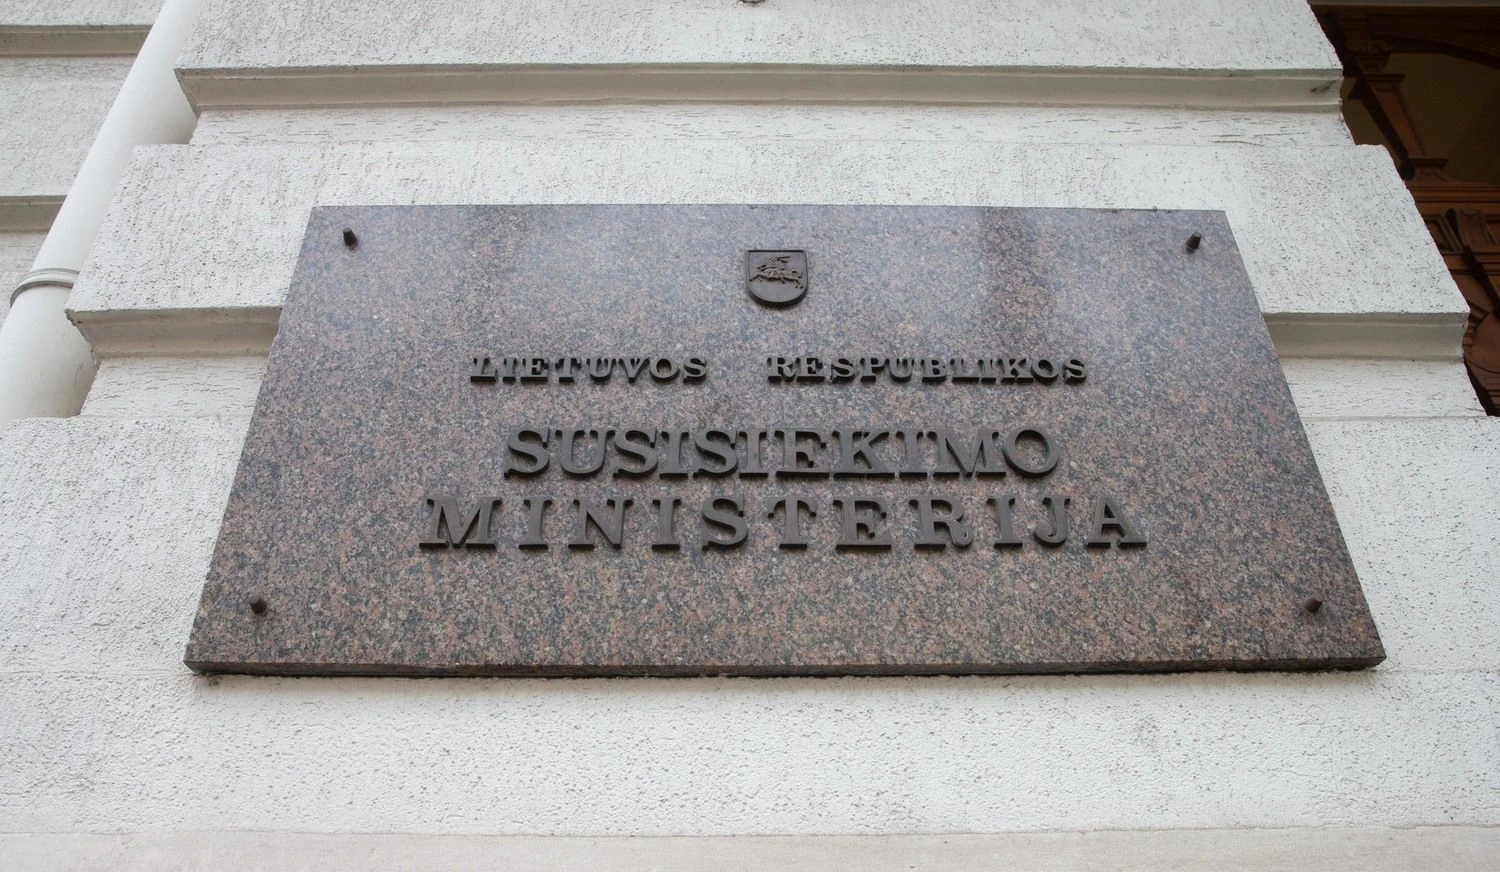 LIETUVOS RESPUBLIKOS
SUSISIEKIMO
MINISTERIJA